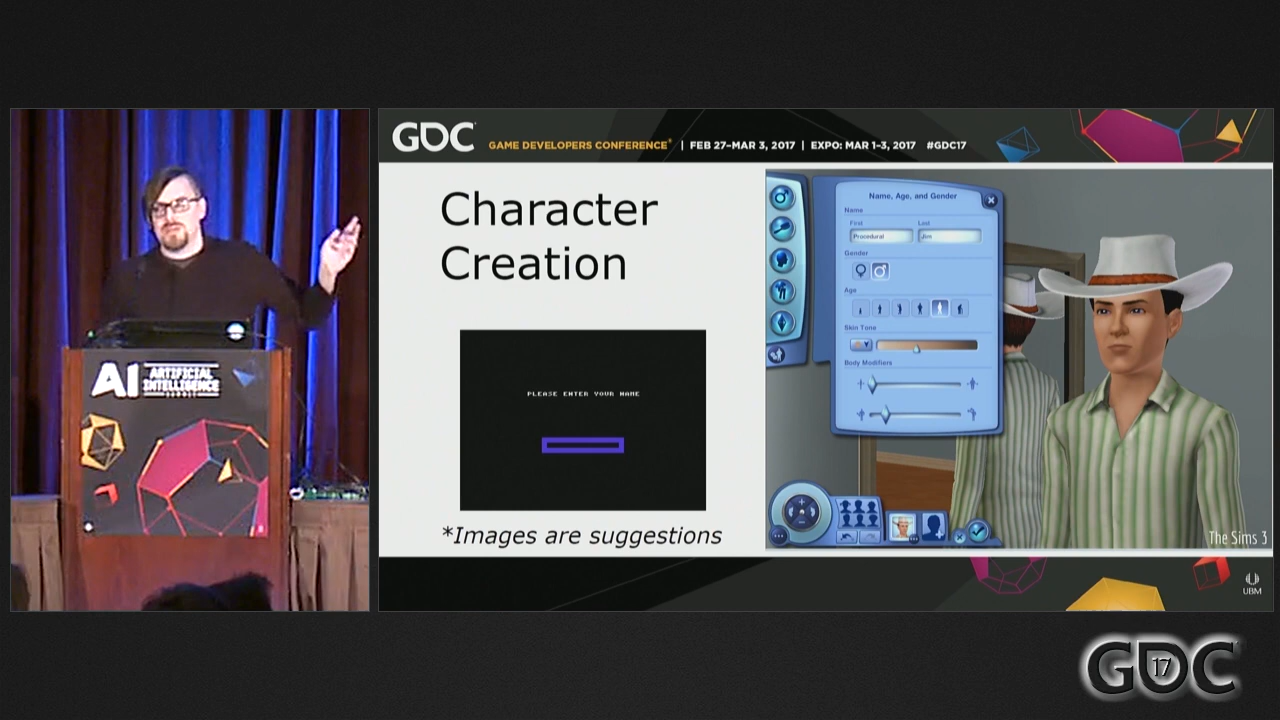 GDC GAME DEVELOPERS CONFERENCE® | FEB 27–MAR 3, 2017 | EXPO: MAR 1–3, 2017 #GDC17
Character
Creation
PLEASE ENTER YOUR NAME
*Images are suggestions
Name, Age, and Gender
Name
First
Last
Procedural
Jim
Gender
Age
Skin Tone
Body Modifiers
The Sims 3
UBM
AI ARTIFICIAL
INTELLIGENCE
SUMMIT
GDC
17